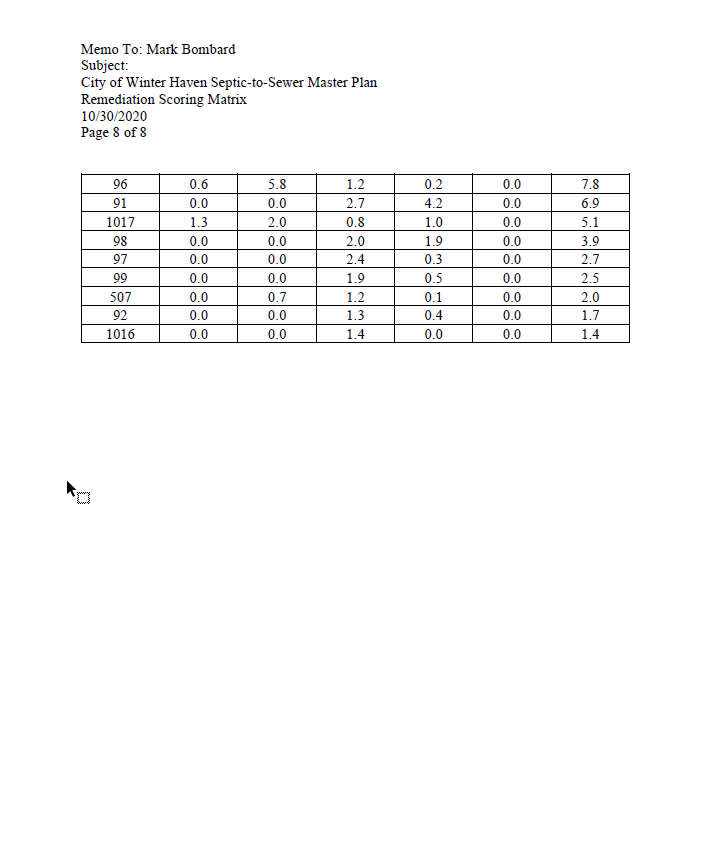 Memo To: Mark Bombard
Subject:
City of Winter Haven Septic-to-Sewer Master Plan
Remediation Scoring Matrix
10/30/2020
Page 8 of 8
96 0.6 5.8 1.2 0.2 0.0 7.8
91 0.0 0.0 2.7 4.2 0.0 6.9
1017 1.3 2.0 0.8 1.0 0.0 5.1
98 0.0 0.0 2.0 1.9 0.0 3.9
97 0.0 0.0 2.4 0.3 0.0 2.7
99 0.0 0.0 1.9 0.5 0.0 2.5
507 0.0 0.7 1.2 0.1 0.0 2.0
92 0.0 0.0 1.3 0.4 0.0 1.7
1016 0.0 0.0 1.4 0.0 0.0 1.4